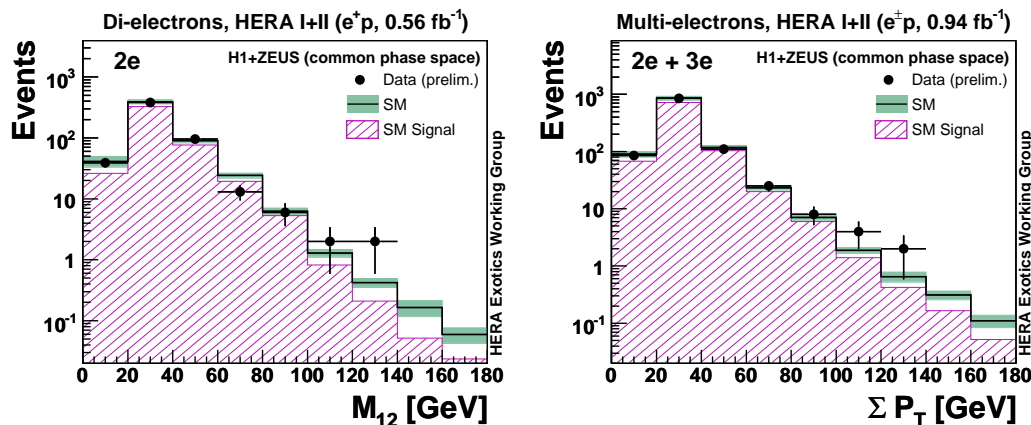 Di-electrons, HERA I+II (e⁺p, 0.56 fb⁻¹)
Events
10³
10²
10
1
10⁻¹
2e
H1+ZEUS (common phase space)
Data (prelim.)
SM
SM Signal
HERA Exotics Working Group
0 20 40 60 80 100 120 140 160 180
M₁₂ [GeV]
Multi-electrons, HERA I+II (e±p, 0.94 fb⁻¹)
Events
10³
10²
10
1
10⁻¹
2e + 3e
H1+ZEUS (common phase space)
Data (prelim.)
SM
SM Signal
HERA Exotics Working Group
0 20 40 60 80 100 120 140 160 180
Σ P_T [GeV]